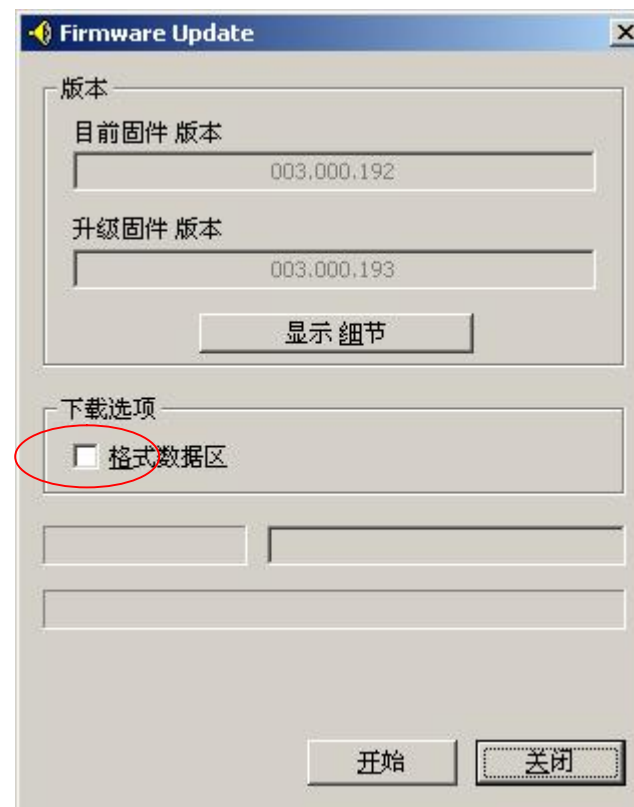 Firmware Update
版本
目前固件 版本
003.000.192
升级固件 版本
003.000.193
显示 细节
下载选项
格式数据区
开始
关闭